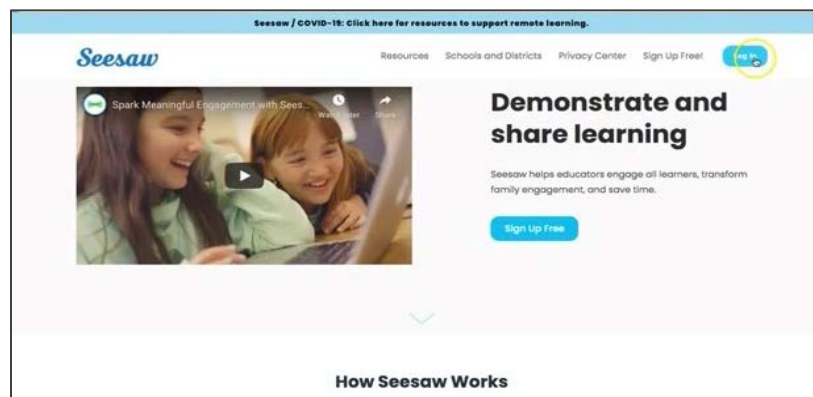 Seesaw / COVID-19: Click here for resources to support remote learning.
Seesaw
Resources
Schools and Districts
Privacy Center
Sign Up Free!
Log In
Spark Meaningful Engagement with Sees...
Watch later
Share
Demonstrate and
share learning
Seesaw helps educators engage all learners, transform
family engagement, and save time.
Sign Up Free
How Seesaw Works